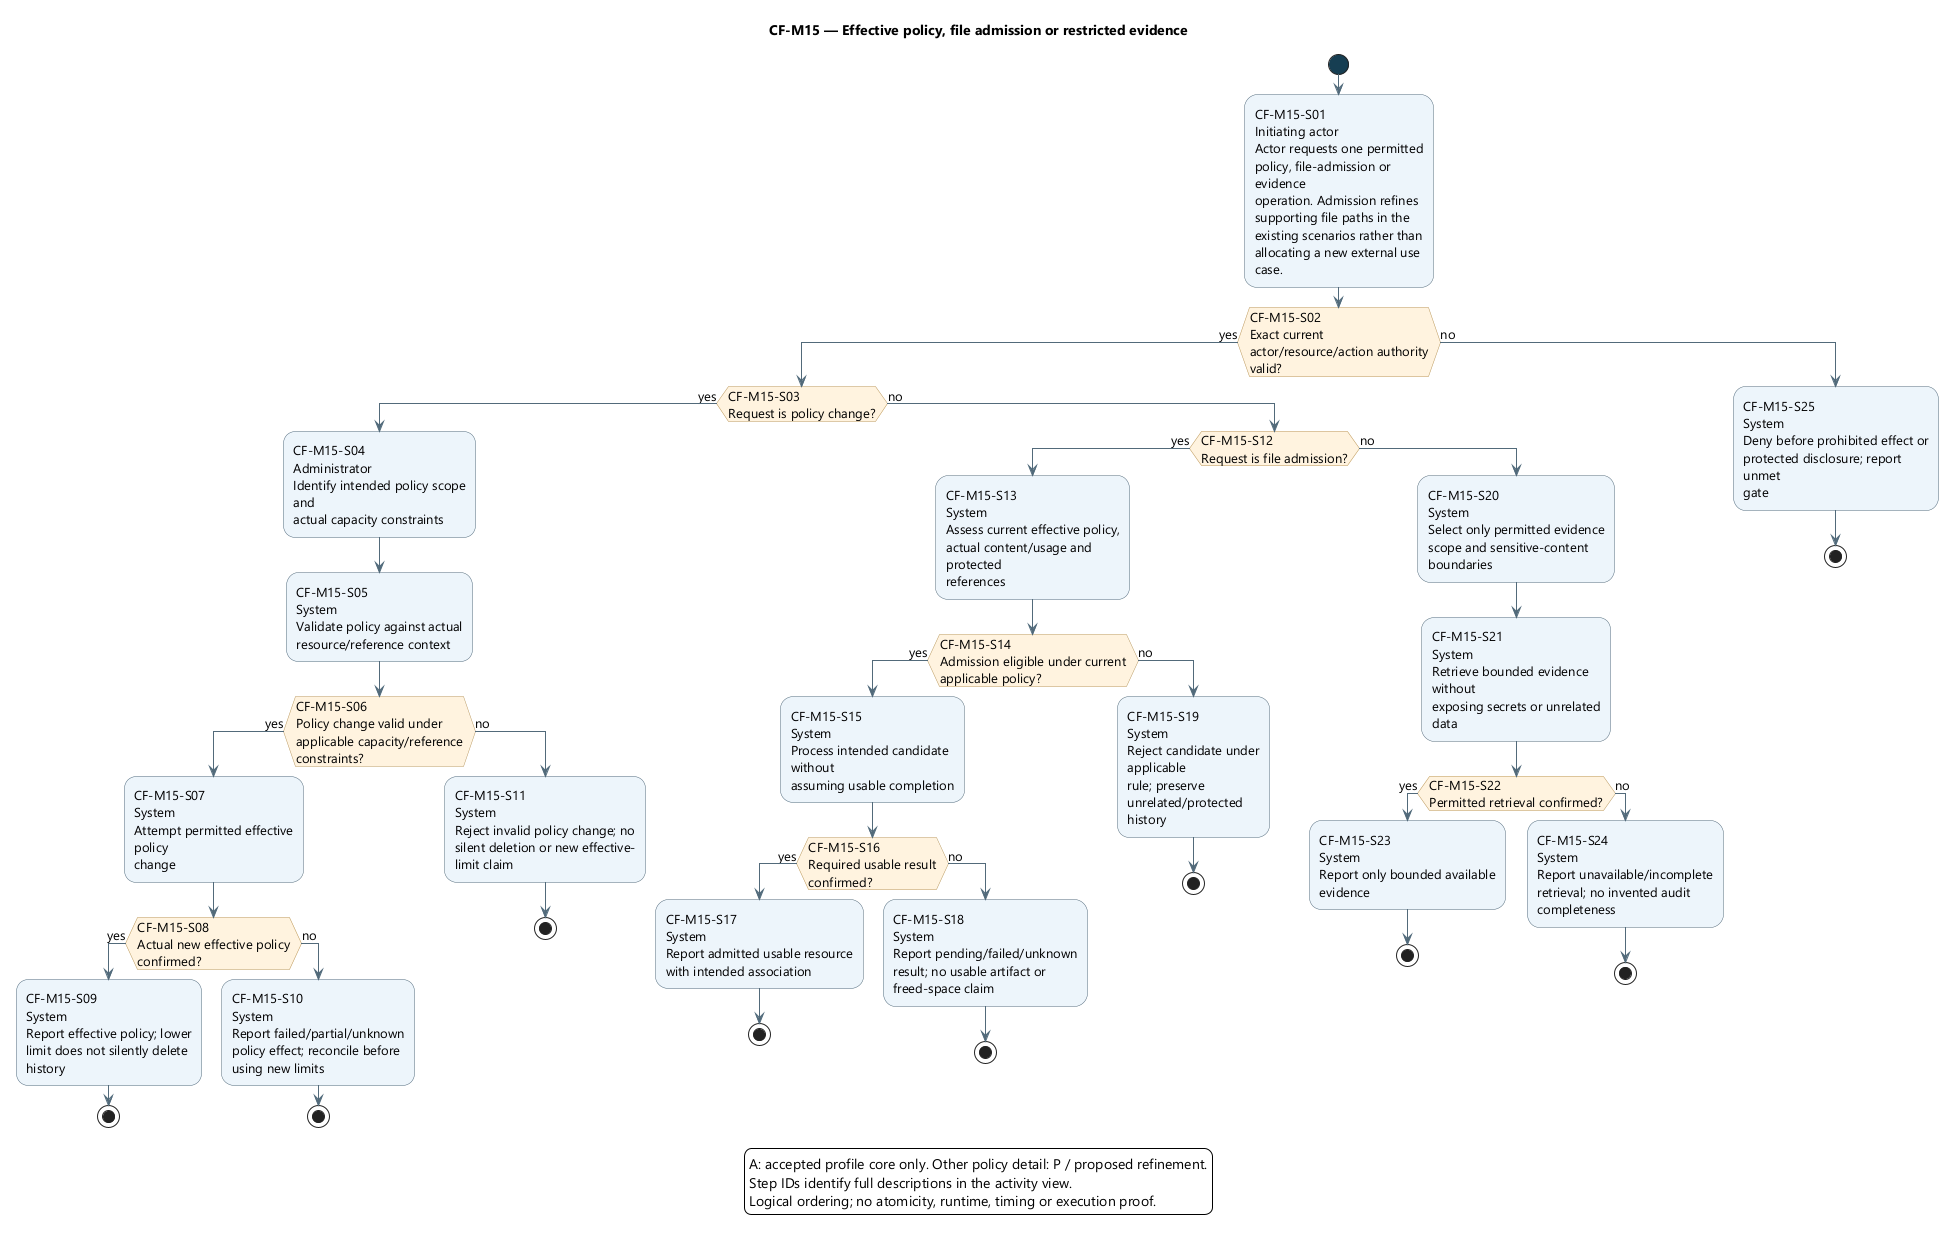 CF-M15 — Effective policy, file admission or restricted evidence
CF-M15-S01
Initiating actor
Actor requests one permitted
policy, file-admission or
evidence
operation. Admission refines
supporting file paths in the
existing scenarios rather than
allocating a new external use
case.
CF-M15-S02
Exact current
actor/resource/action authority
valid?
yes
no
CF-M15-S03
Request is policy change?
yes
no
CF-M15-S04
Administrator
Identify intended policy scope
and
actual capacity constraints
CF-M15-S05
System
Validate policy against actual
resource/reference context
CF-M15-S06
Policy change valid under
applicable capacity/reference
constraints?
yes
no
CF-M15-S07
System
Attempt permitted effective
policy
change
CF-M15-S08
Actual new effective policy
confirmed?
yes
no
CF-M15-S09
System
Report effective policy; lower
limit does not silently delete
history
CF-M15-S10
System
Report failed/partial/unknown
policy effect; reconcile before
using new limits
CF-M15-S11
System
Reject invalid policy change; no
silent deletion or new effective-
limit claim
CF-M15-S12
Request is file admission?
yes
no
CF-M15-S13
System
Assess current effective policy,
actual content/usage and
protected
references
CF-M15-S14
Admission eligible under current
applicable policy?
yes
no
CF-M15-S15
System
Process intended candidate
without
assuming usable completion
CF-M15-S16
Required usable result
confirmed?
yes
no
CF-M15-S17
System
Report admitted usable resource
with intended association
CF-M15-S18
System
Report pending/failed/unknown
result; no usable artifact or
freed-space claim
CF-M15-S19
System
Reject candidate under
applicable
rule; preserve
unrelated/protected
history
CF-M15-S20
System
Select only permitted evidence
scope and sensitive-content
boundaries
CF-M15-S21
System
Retrieve bounded evidence
without
exposing secrets or unrelated
data
CF-M15-S22
Permitted retrieval confirmed?
yes
no
CF-M15-S23
System
Report only bounded available
evidence
CF-M15-S24
System
Report unavailable/incomplete
retrieval; no invented audit
completeness
CF-M15-S25
System
Deny before prohibited effect or
protected disclosure; report
unmet
gate
A: accepted profile core only. Other policy detail: P / proposed refinement.
Step IDs identify full descriptions in the activity view.
Logical ordering; no atomicity, runtime, timing or execution proof.